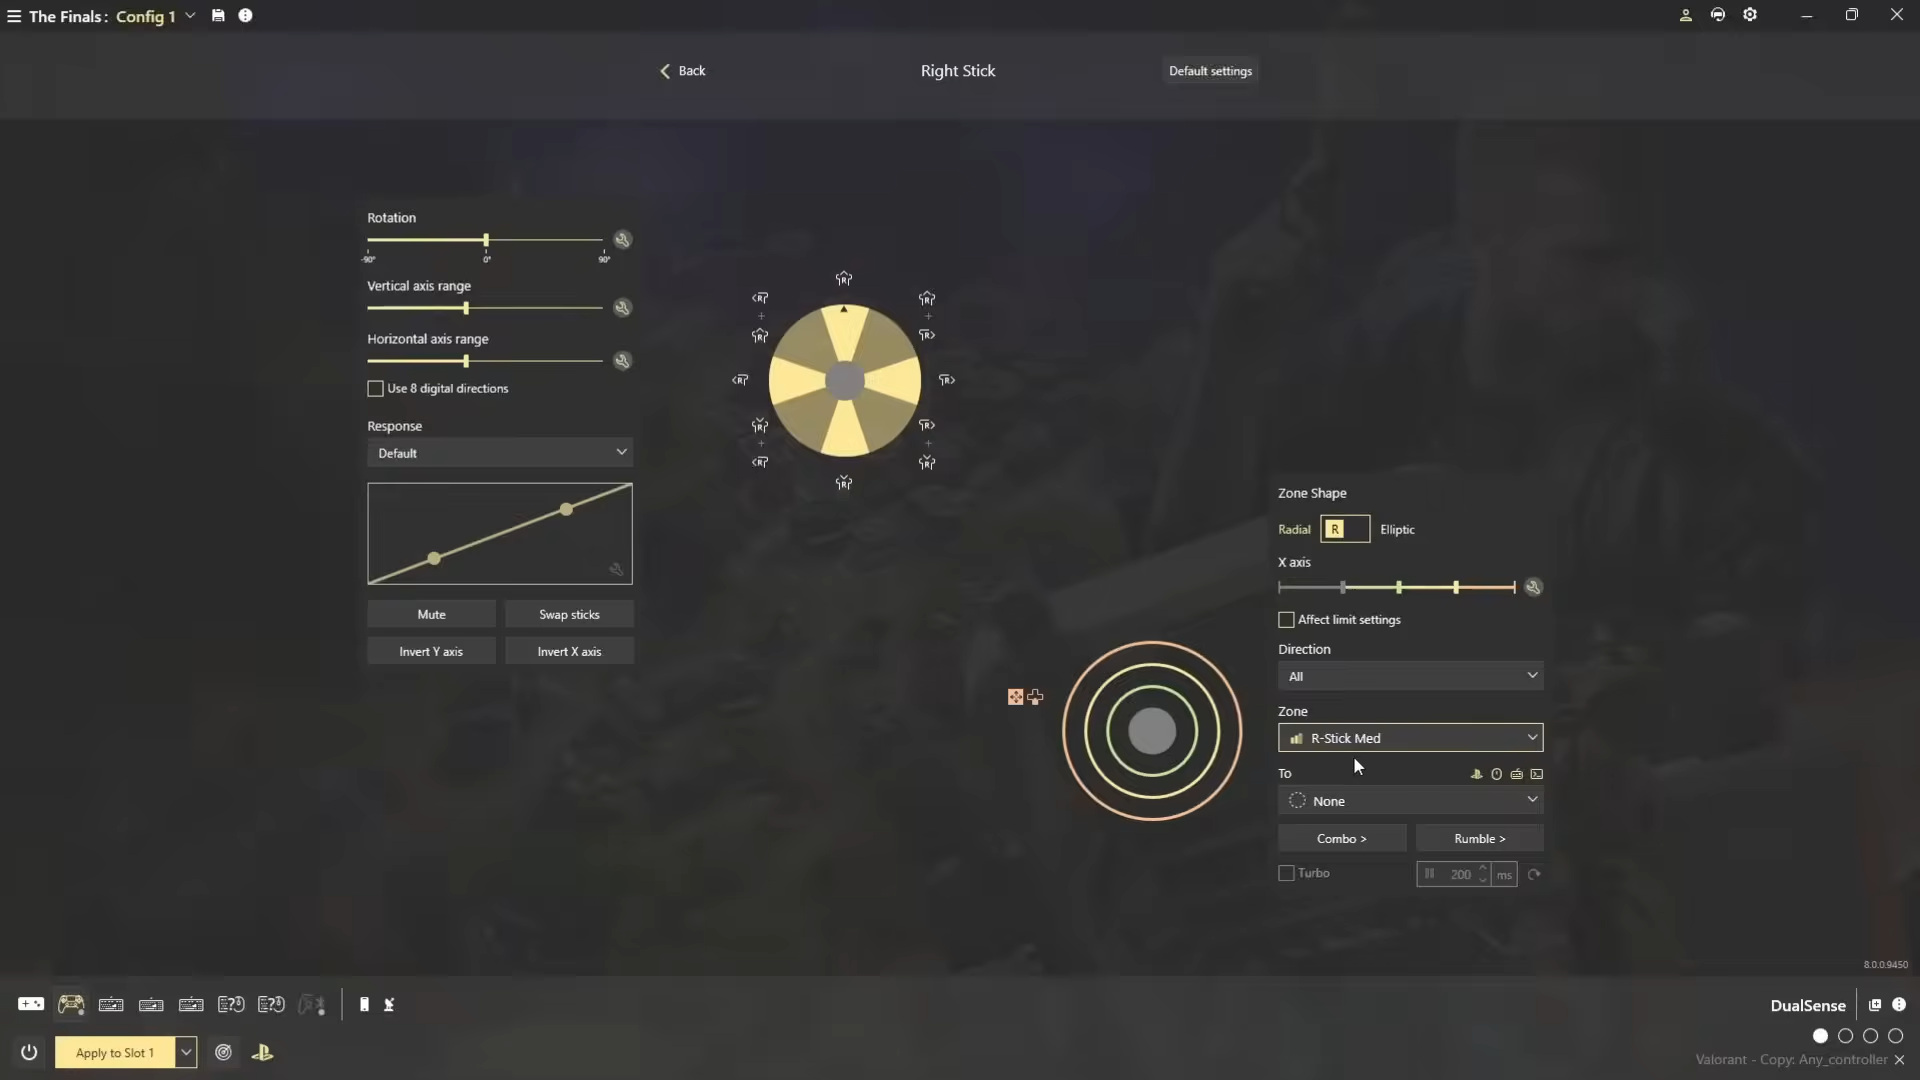 The Finals: Config 1
Back
Right Stick
Default settings
Rotation
-90°
0°
90°
Vertical axis range
Horizontal axis range
Use 8 digital directions
Response
Default
Mute
Swap sticks
Invert Y axis
Invert X axis
Zone Shape
Radial
R
Elliptic
X axis
Affect limit settings
Direction
All
Zone
R-Stick Med
To
None
Combo >
Rumble >
Turbo
200
ms
8.0.0.9450
DualSense
Apply to Slot 1
Valorant - Copy: Any_controller